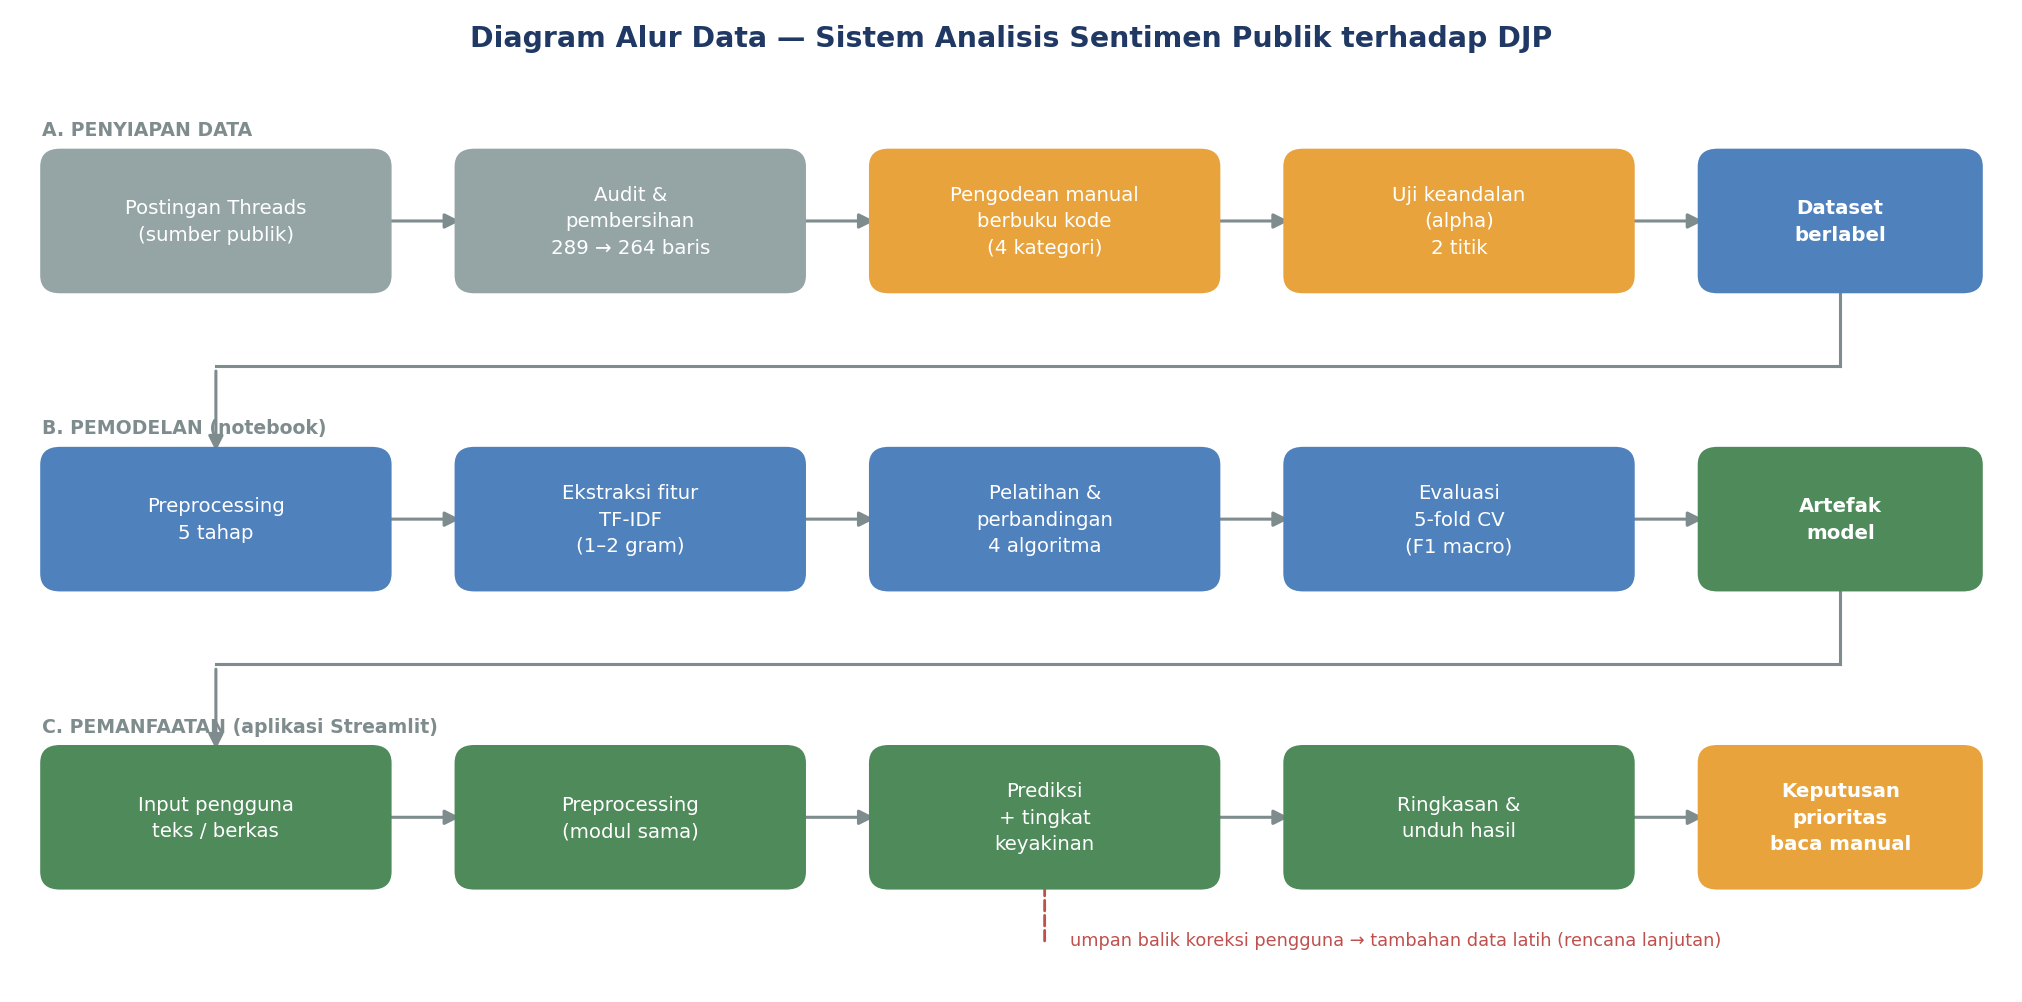 Diagram Alur Data — Sistem Analisis Sentimen Publik terhadap DJP
A. PENYIAPAN DATA
Postingan Threads
(sumber publik)
Audit &
pembersihan
289 → 264 baris
Pengodean manual
berbuku kode
(4 kategori)
Uji keandalan
(alpha)
2 titik
Dataset
berlabel
B. PEMODELAN (notebook)
Preprocessing
5 tahap
Ekstraksi fitur
TF-IDF
(1–2 gram)
Pelatihan &
perbandingan
4 algoritma
Evaluasi
5-fold CV
(F1 macro)
Artefak
model
C. PEMANFAATAN (aplikasi Streamlit)
Input pengguna
teks / berkas
Preprocessing
(modul sama)
Prediksi
+ tingkat
keyakinan
Ringkasan &
unduh hasil
Keputusan
prioritas
baca manual
umpan balik koreksi pengguna → tambahan data latih (rencana lanjutan)